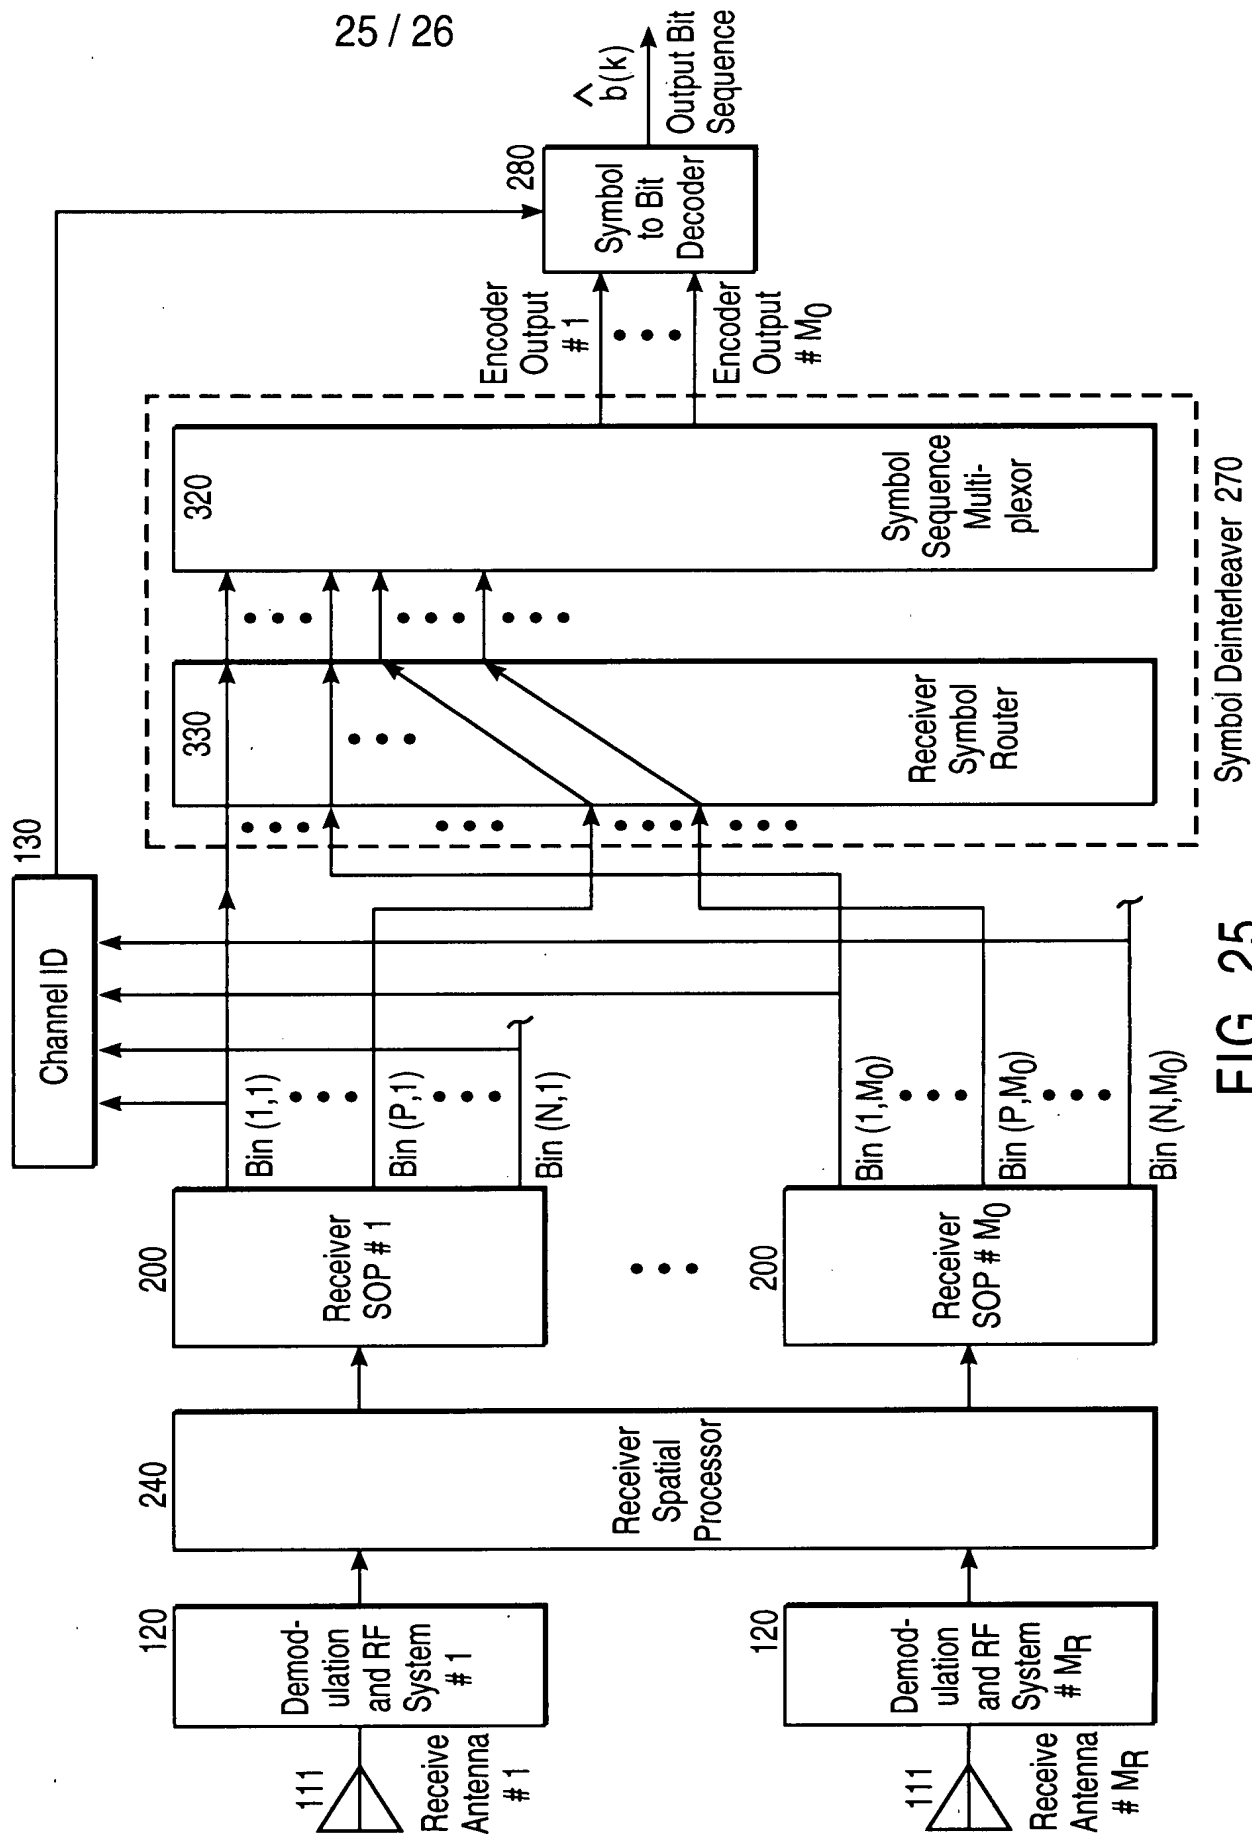 25 / 26
130
Channel ID
111
Receive
Antenna
# 1
120
Demod-
ulation
and RF
System
# 1
240
Receiver
Spatial
Processor
200
Receiver
SOP # 1
Bin (1,1)
Bin (P,1)
Bin (N,1)
111
Receive
Antenna
# MR
120
Demod-
ulation
and RF
System
# MR
200
Receiver
SOP # M0
Bin (1,M0)
Bin (P,M0)
Bin (N,M0)
330
Receiver
Symbol
Router
320
Symbol
Sequence
Multi-
plexor
Symbol Deinterleaver 270
Encoder
Output
# 1
Encoder
Output
# M0
280
Symbol
to Bit
Decoder
^
b(k)
Output Bit
Sequence
FIG. 25